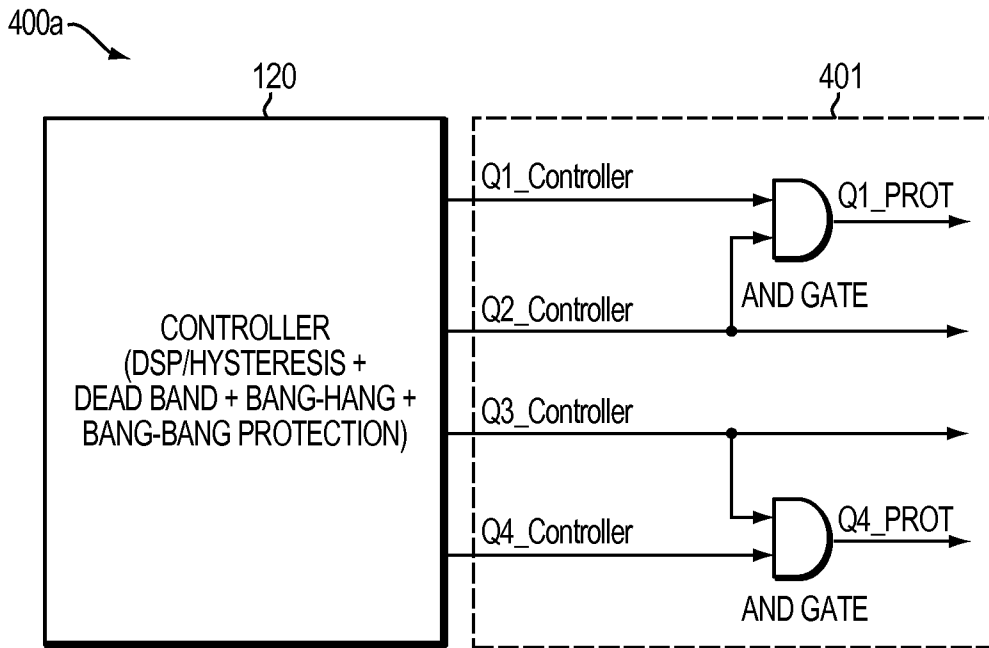 400a
120
401
Q1_Controller
Q1_PROT
AND GATE
Q2_Controller
CONTROLLER
(DSP/HYSTERESIS +
DEAD BAND + BANG-HANG +
BANG-BANG PROTECTION)
Q3_Controller
Q4_Controller
Q4_PROT
AND GATE